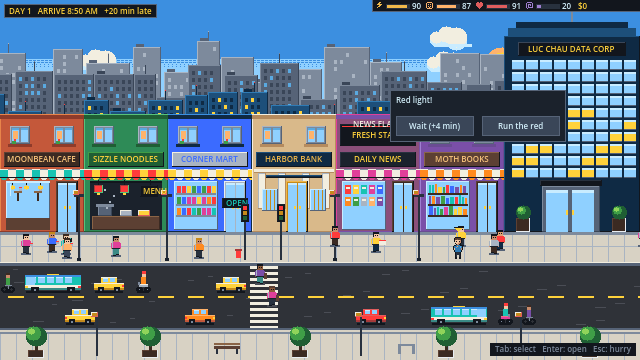 DAY 1 ARRIVE 8:50 AM +20 min late
90 87 91 20 $0
LUC CHAU DATA CORP
Red light!
Wait (+4 min)
Run the red
MOONBEAN CAFE
SIZZLE NOODLES
CORNER MART
HARBOR BANK
NEWS FLA
FRESH STA
DAILY NEWS
MOTH BOOKS
MENU
OPEN
Tab: select Enter: open Esc: hurry